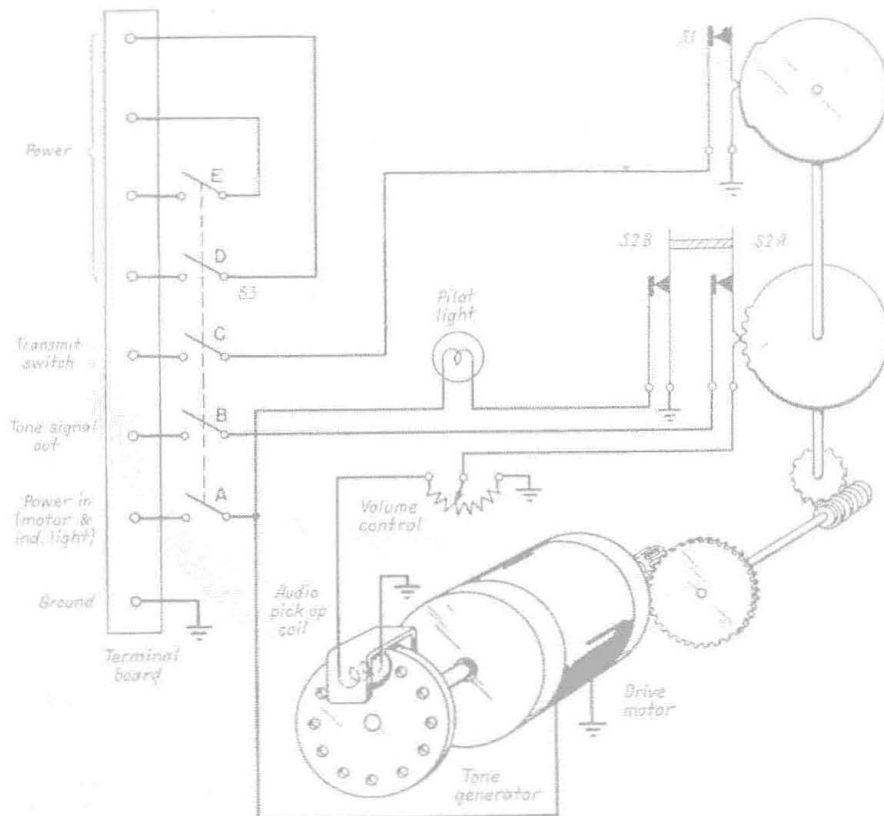 S1
Power
E
S2B
S2A
D
S3
Pilot
light
C
Transmit
switch
Tone signal
out
B
Power in
(motor &
ind. light)
A
Volume
control
Ground
Audio
pick up
coil
Terminal
board
Drive
motor
Tone
generator